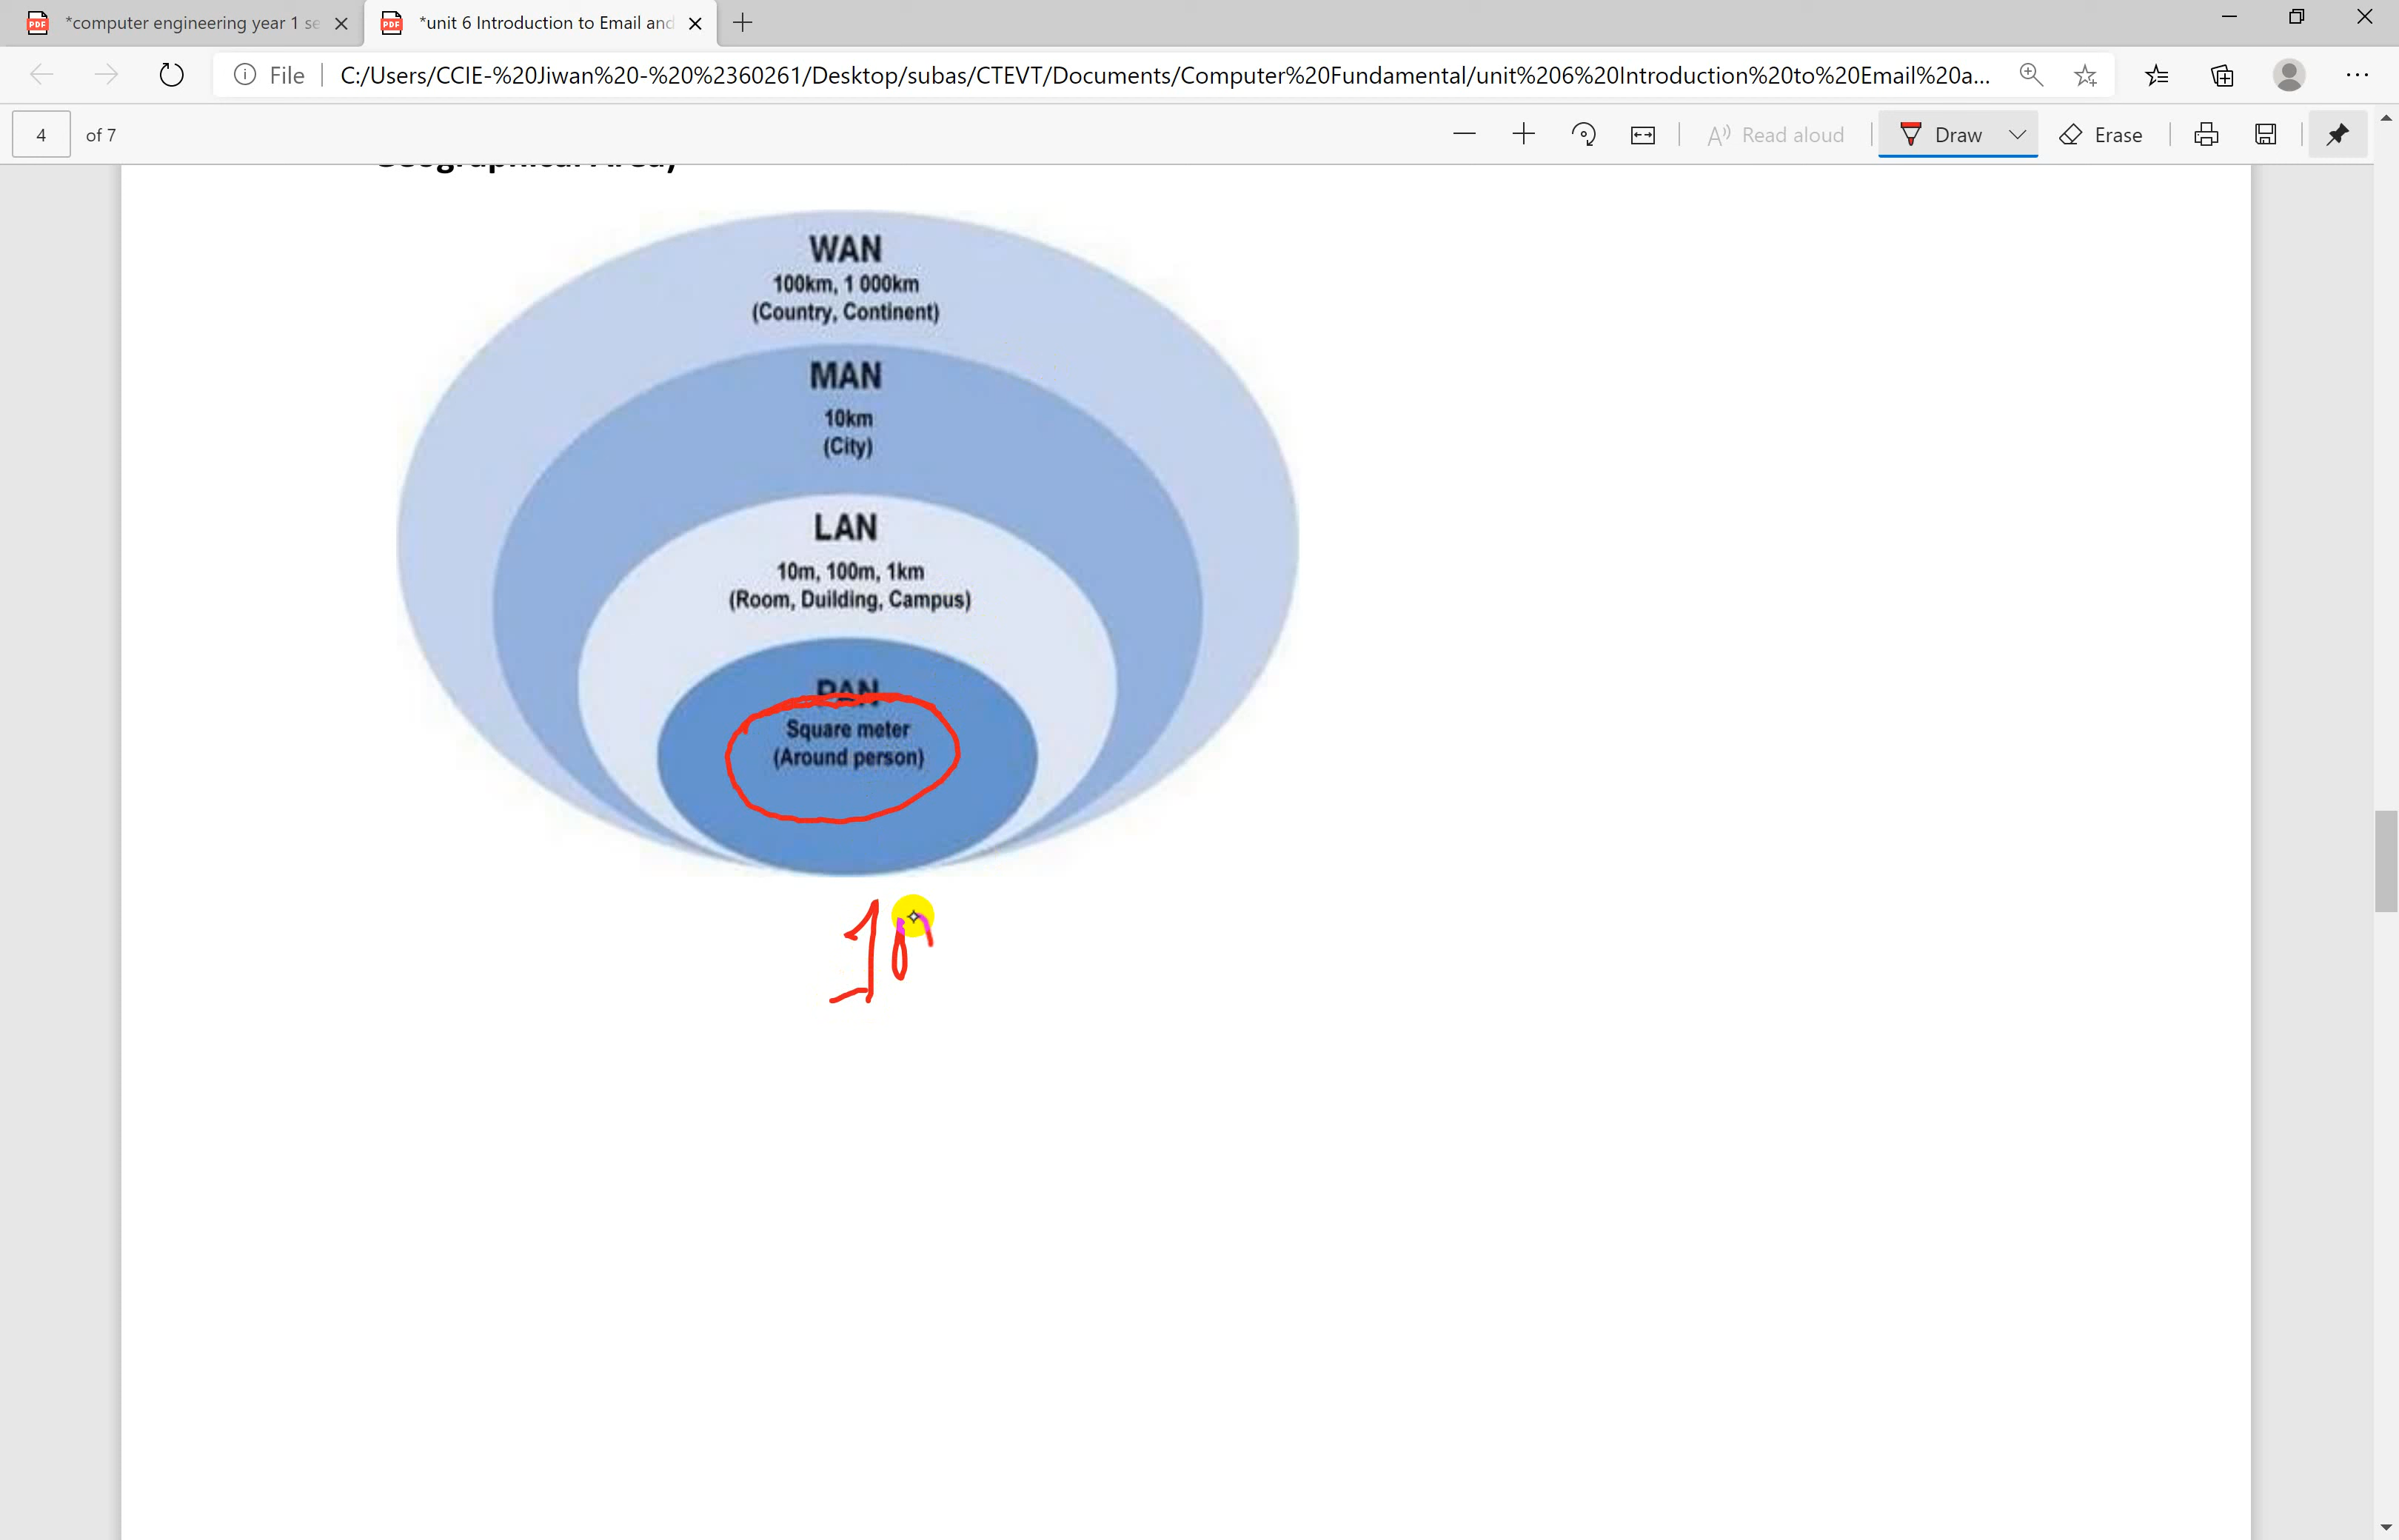 *computer engineering year 1 se
*unit 6 Introduction to Email and
File
C:/Users/CCIE-%20Jiwan%20-%20%2360261/Desktop/subas/CTEVT/Documents/Computer%20Fundamental/unit%206%20Introduction%20to%20Email%20a...
4 of 7
Read aloud
Draw
Erase
WAN
100km, 1 000km
(Country, Continent)
MAN
10km
(City)
LAN
10m, 100m, 1km
(Room, Duilding, Campus)
PAN
Square meter
(Around person)